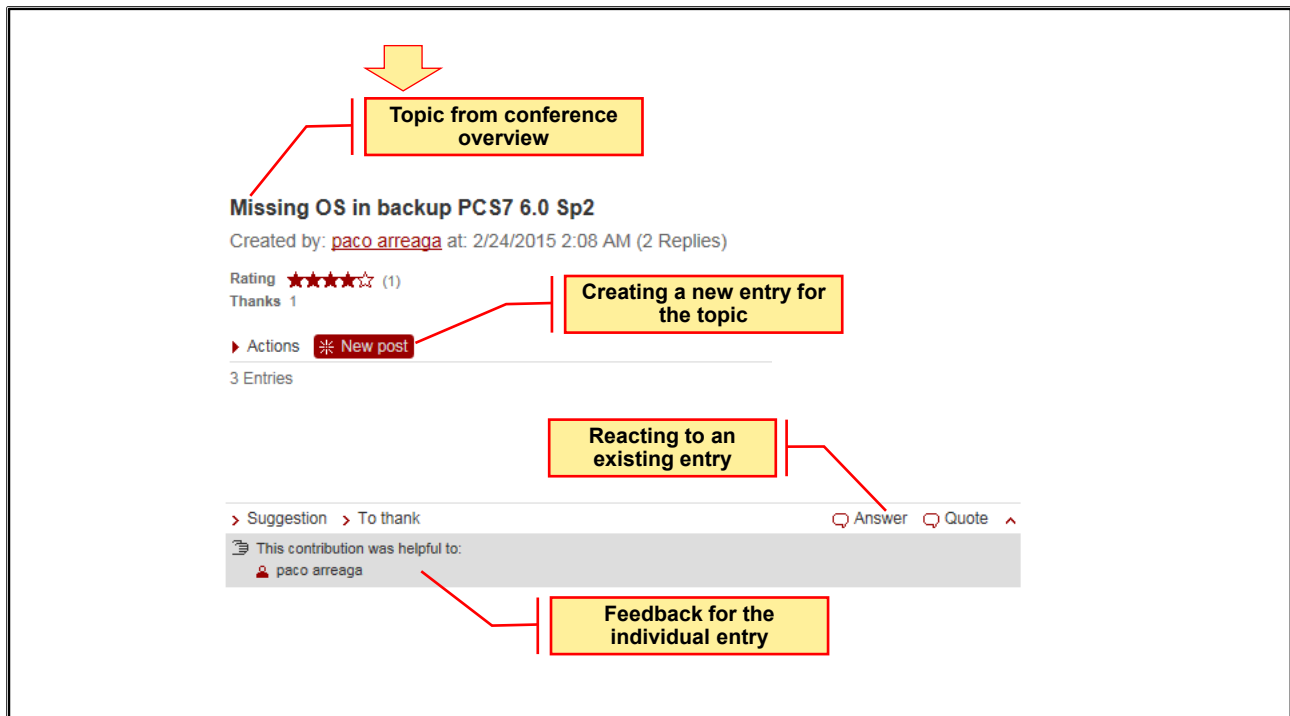 Topic from conference
overview
Missing OS in backup PCS7 6.0 Sp2
Created by: paco arreaga at: 2/24/2015 2:08 AM (2 Replies)
Rating (1)
Thanks 1
Creating a new entry for
the topic
Actions New post
3 Entries
Reacting to an
existing entry
Suggestion To thank Answer Quote
This contribution was helpful to:
paco arreaga
Feedback for the
individual entry